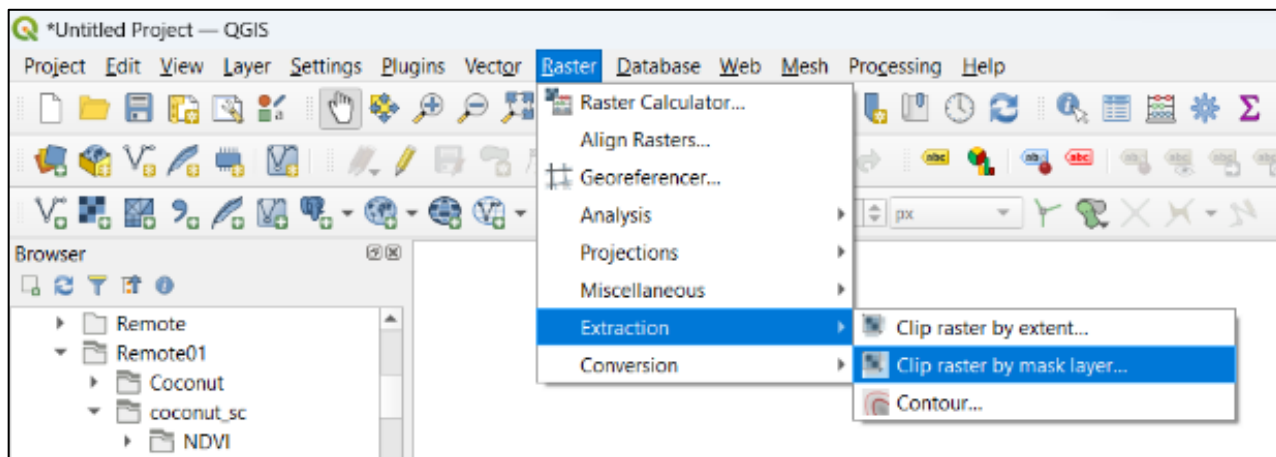 *Untitled Project — QGIS
Project Edit View Layer Settings Plugins Vector Raster Database Web Mesh Processing Help
Raster Calculator...
Align Rasters...
Georeferencer...
Analysis
px
Browser
Projections
Miscellaneous
Remote
Extraction
Clip raster by extent...
Remote01
Conversion
Clip raster by mask layer...
Coconut
Contour...
coconut_sc
NDVI